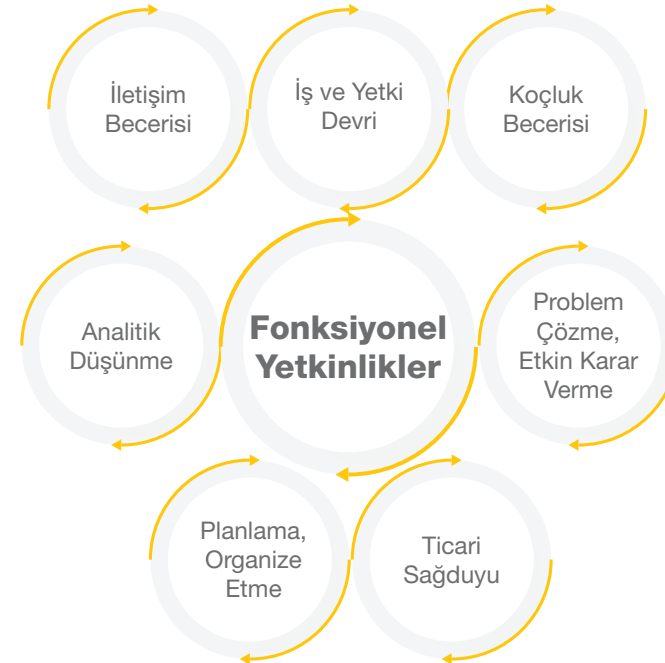 İletişim
Becerisi
İş ve Yetki
Devri
Koçluk
Becerisi
Analitik
Düşünme
Fonksiyonel
Yetkinlikler
Problem
Çözme,
Etkin Karar
Verme
Planlama,
Organize
Etme
Ticari
Sağduyu